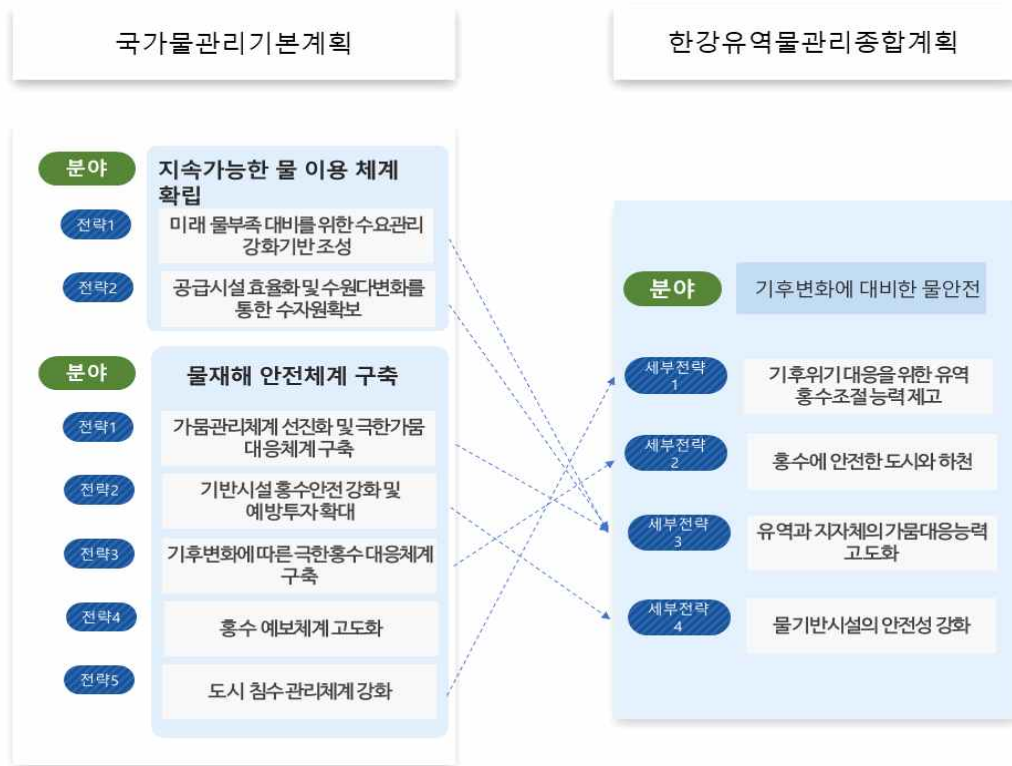 국가물관리기본계획
분야
지속가능한 물 이용 체계
확립
전략1
미래 물부족 대비를 위한 수요관리
강화기반 조성
전략2
공급시설 효율화 및 수원다변화를
통한 수자원확보
분야
물재해 안전체계 구축
전략1
가뭄관리체계 선진화 및 극한가뭄
대응체계 구축
전략2
기반시설 홍수안전 강화 및
예방투자 확대
전략3
기후변화에 따른 극한홍수 대응체계
구축
전략4
홍수 예보체계 고도화
전략5
도시 침수 관리체계 강화
한강유역물관리종합계획
분야
기후변화에 대비한 물안전
세부전략
1
기후위기 대응을 위한 유역
홍수조절 능력 제고
세부전략
2
홍수에 안전한 도시와 하천
세부전략
3
유역과 지자체의 가뭄대응능력
고도화
세부전략
4
물기반시설의 안전성 강화